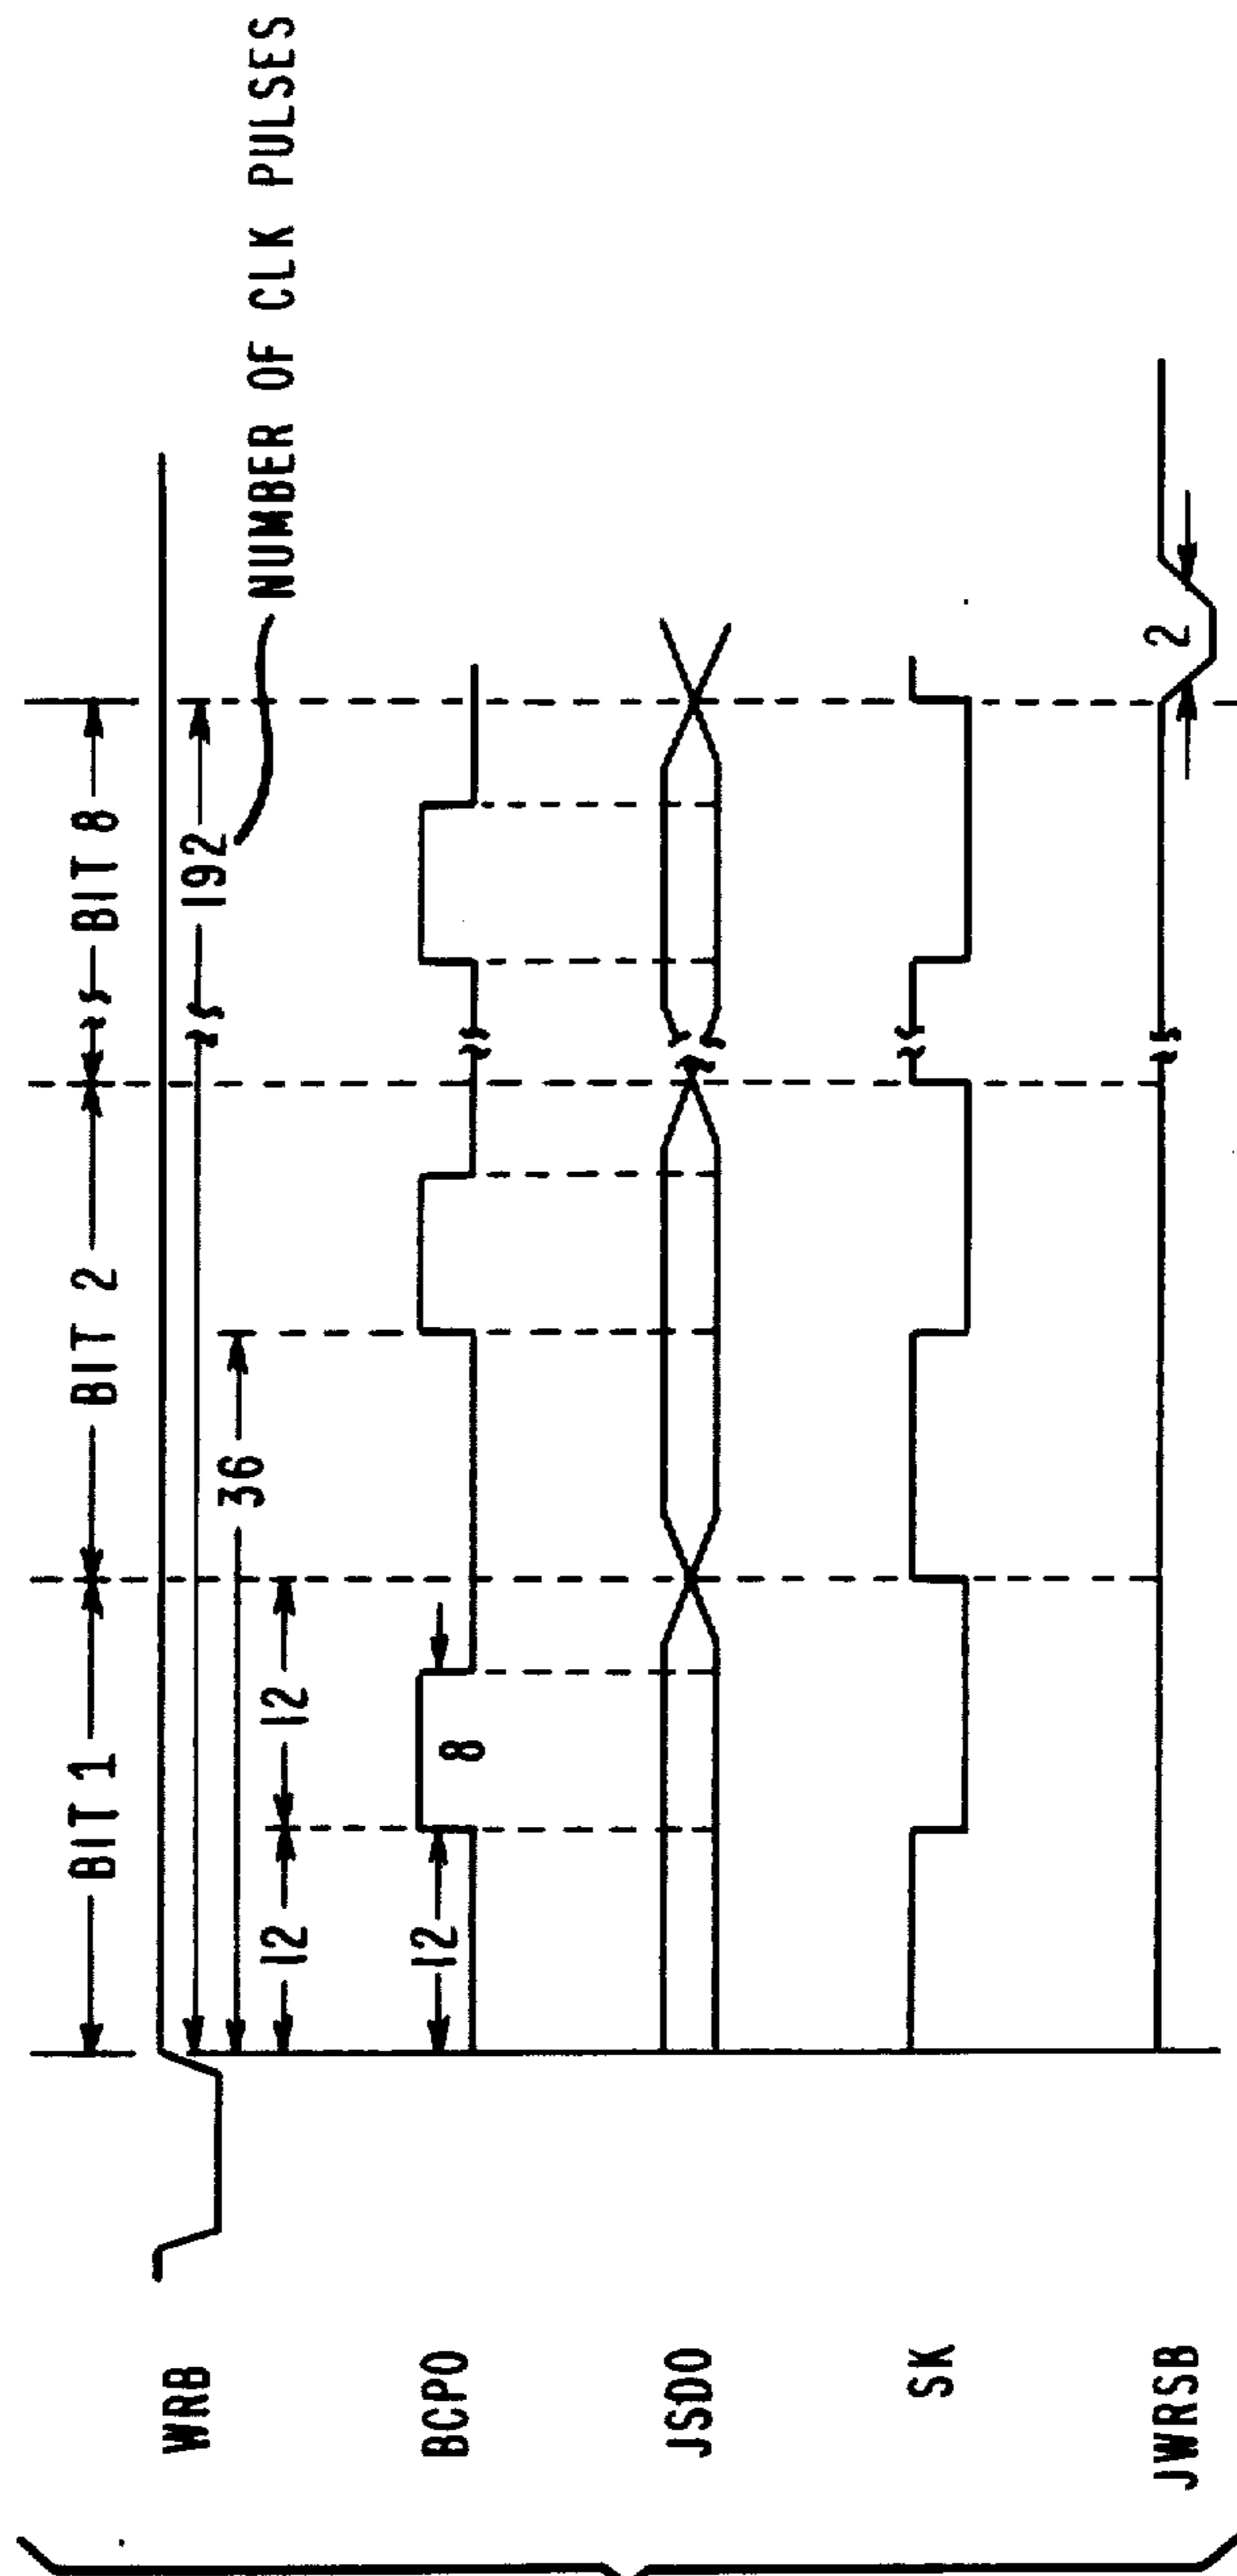 BIT 1 BIT 2 BIT 8
192
36
12 12
NUMBER OF CLK PULSES
WRB
12 8
BCPO
JSDO
SK
2
JWRSB